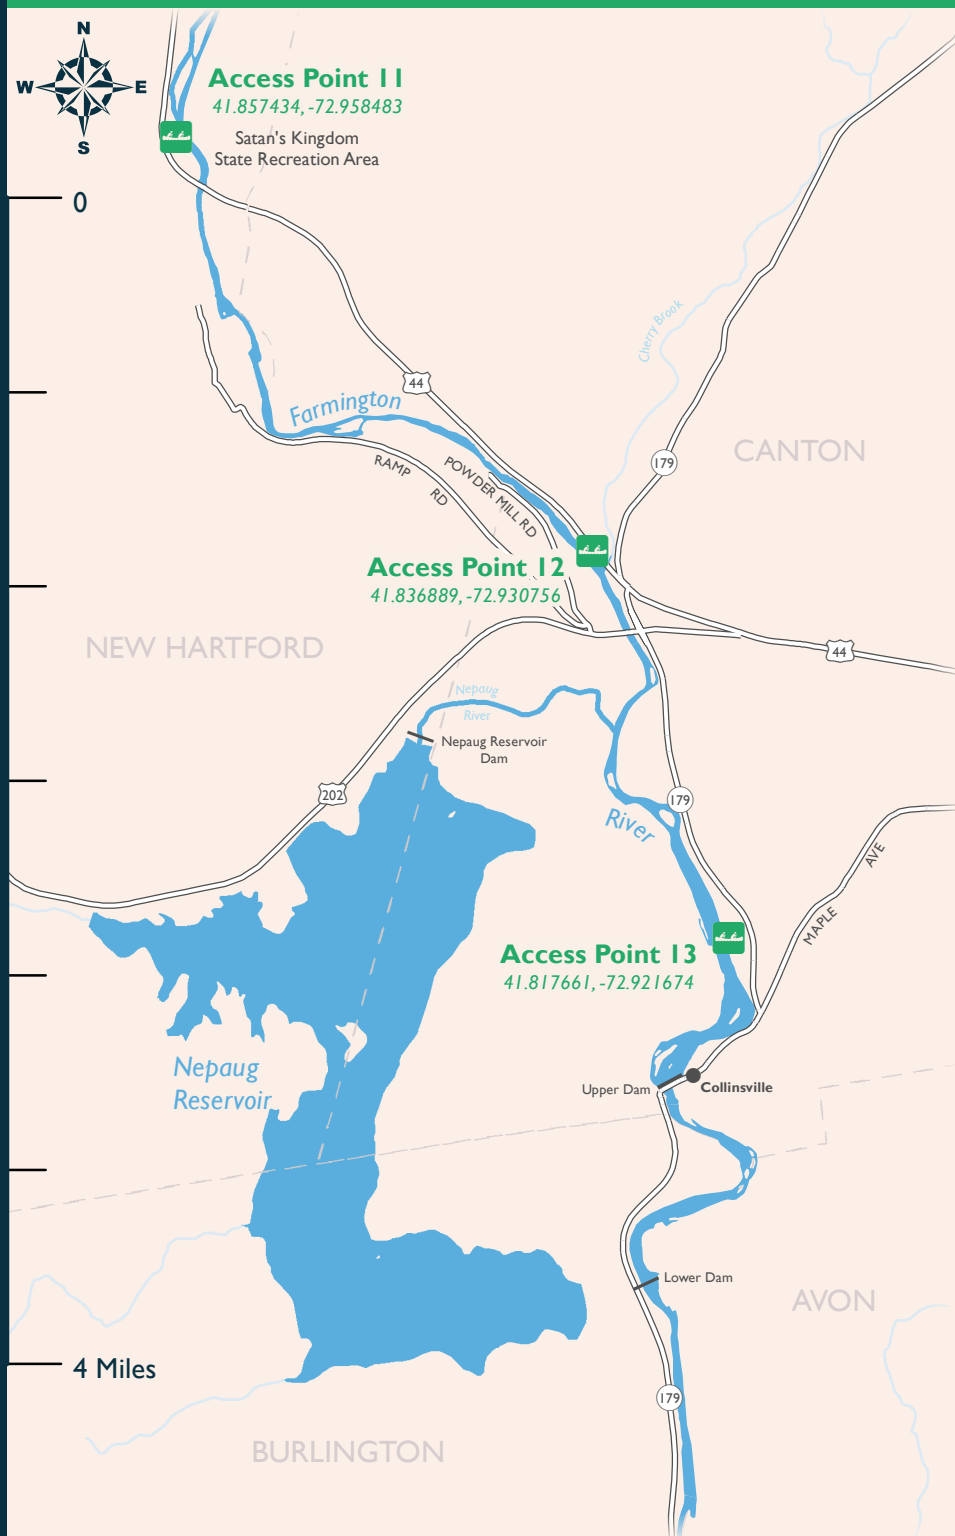 N
W
E
S
Access Point 11
41.857434, -72.958483
Satan's Kingdom
State Recreation Area
0
Cherry Brook
44
Farmington
CANTON
179
RAMP
RD
POWDER MILL RD
Access Point 12
41.836889, -72.930756
NEW HARTFORD
44
Nepaug
River
Nepaug Reservoir
Dam
202
179
River
AVE
MAPLE
Access Point 13
41.817661, -72.921674
Nepaug
Reservoir
Upper Dam
Collinsville
Lower Dam
AVON
4 Miles
179
BURLINGTON